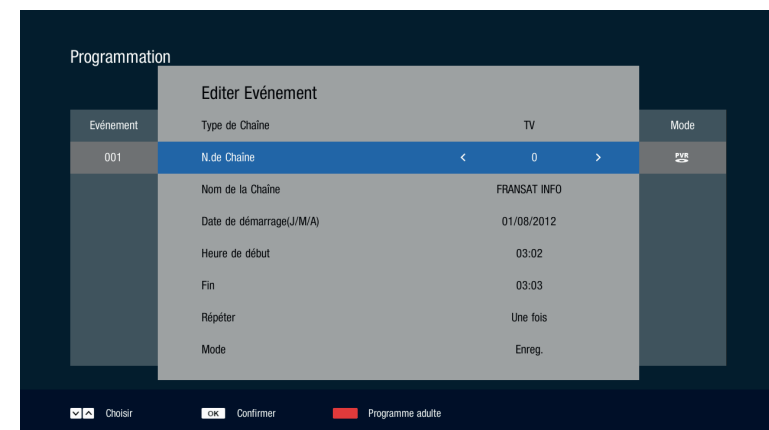 Programmation
Editer Evénement
Evénement Type de Chaîne TV Mode
001 N.de Chaîne < 0 > PVR
Nom de la Chaîne FRANSAT INFO
Date de démarrage(J/M/A) 01/08/2012
Heure de début 03:02
Fin 03:03
Répéter Une fois
Mode Enreg.
Choisir OK Confirmer Programme adulte